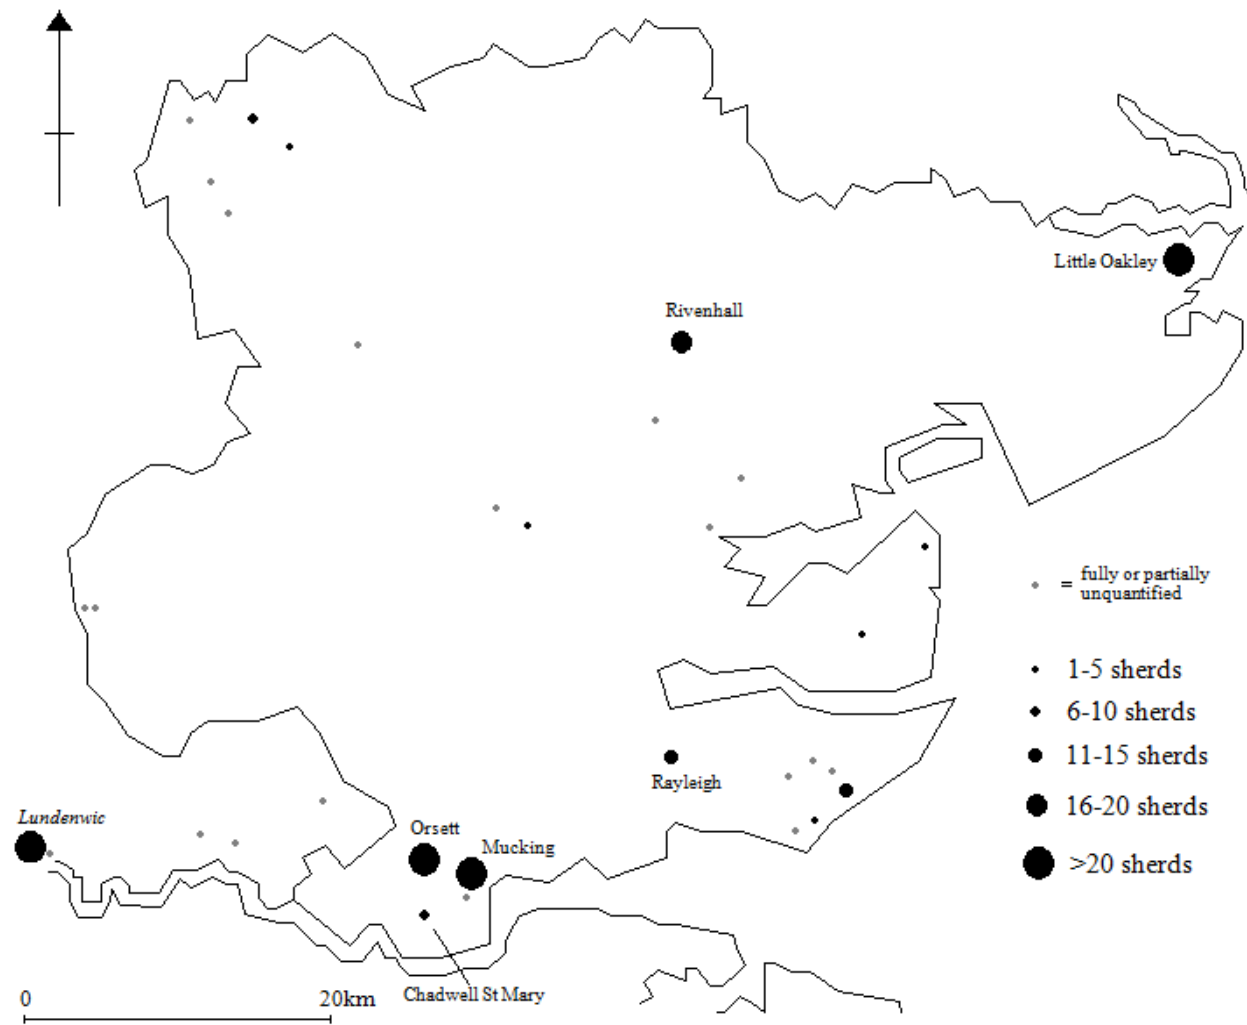 Little Oakley
Rivenhall
= fully or partially
unquantified
1-5 sherds
6-10 sherds
11-15 sherds
16-20 sherds
>20 sherds
Rayleigh
Lundenwic
Orsett
Mucking
Chadwell St Mary
0 20km